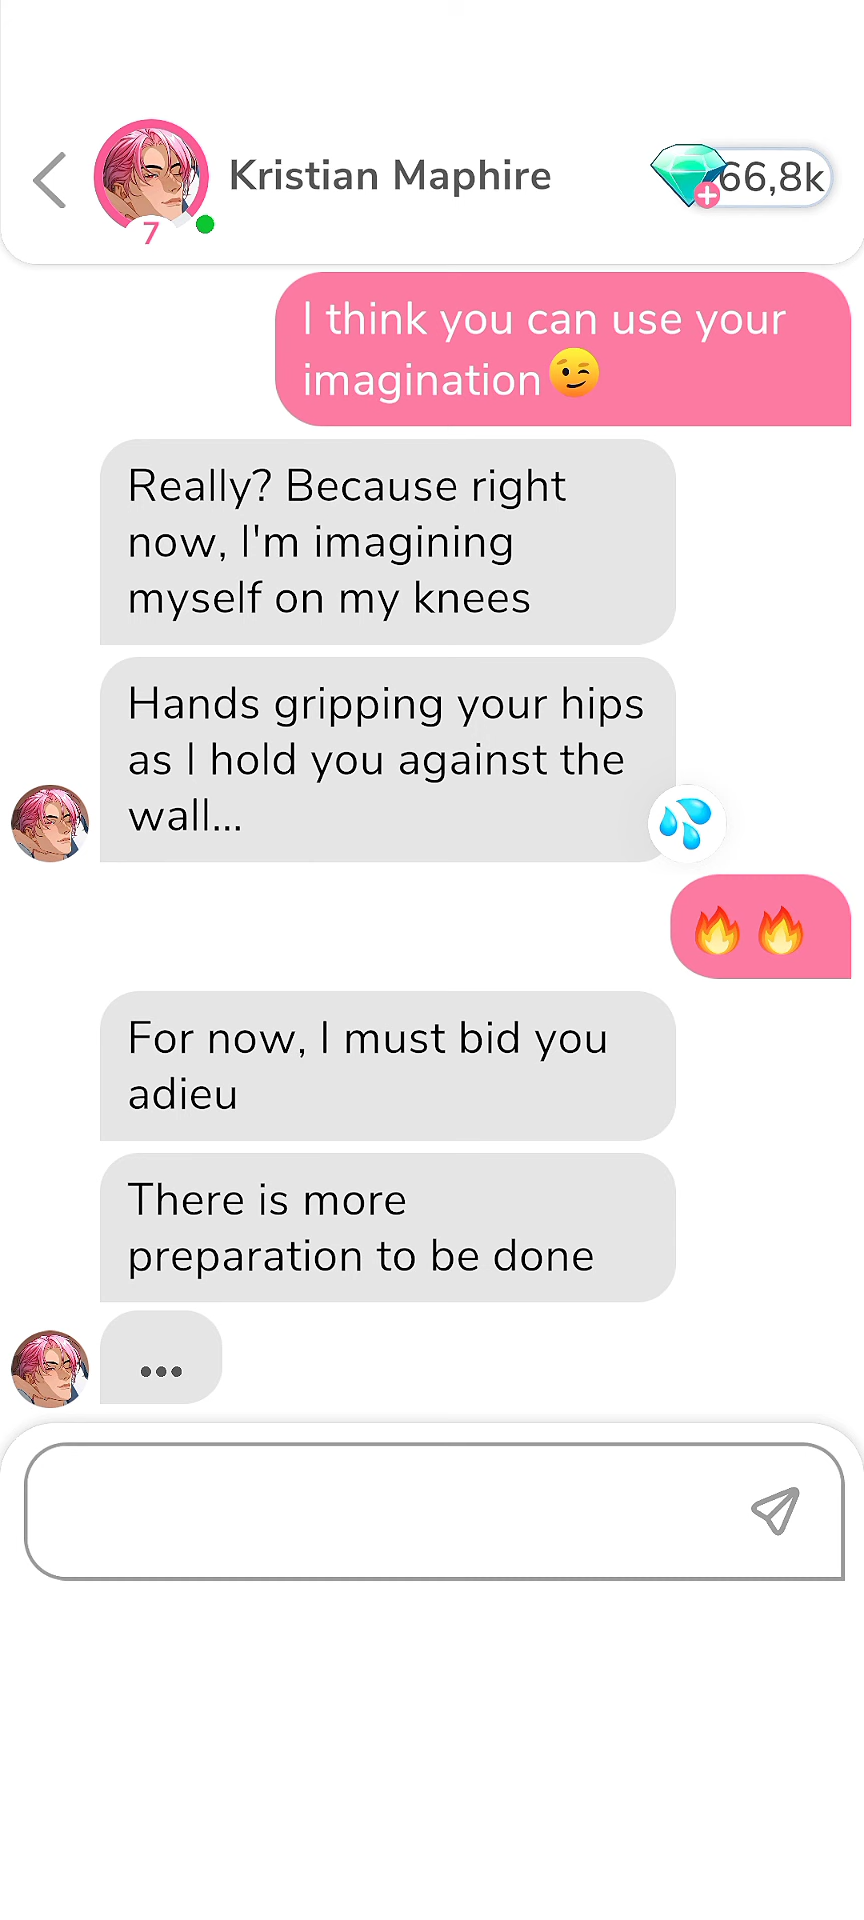 Kristian Maphire
66,8k
7
I think you can use your
imagination😉
Really? Because right
now, I'm imagining
myself on my knees
Hands gripping your hips
as I hold you against the
wall...
💦
🔥 🔥
For now, I must bid you
adieu
There is more
preparation to be done
...